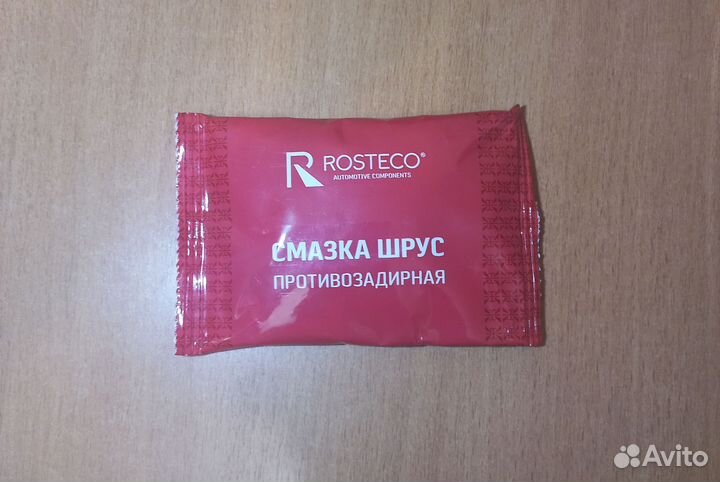 ROSTECO®
AUTOMOTIVE COMPONENTS
СМАЗКА ШРУС
ПРОТИВОЗАДИРНАЯ
Avito